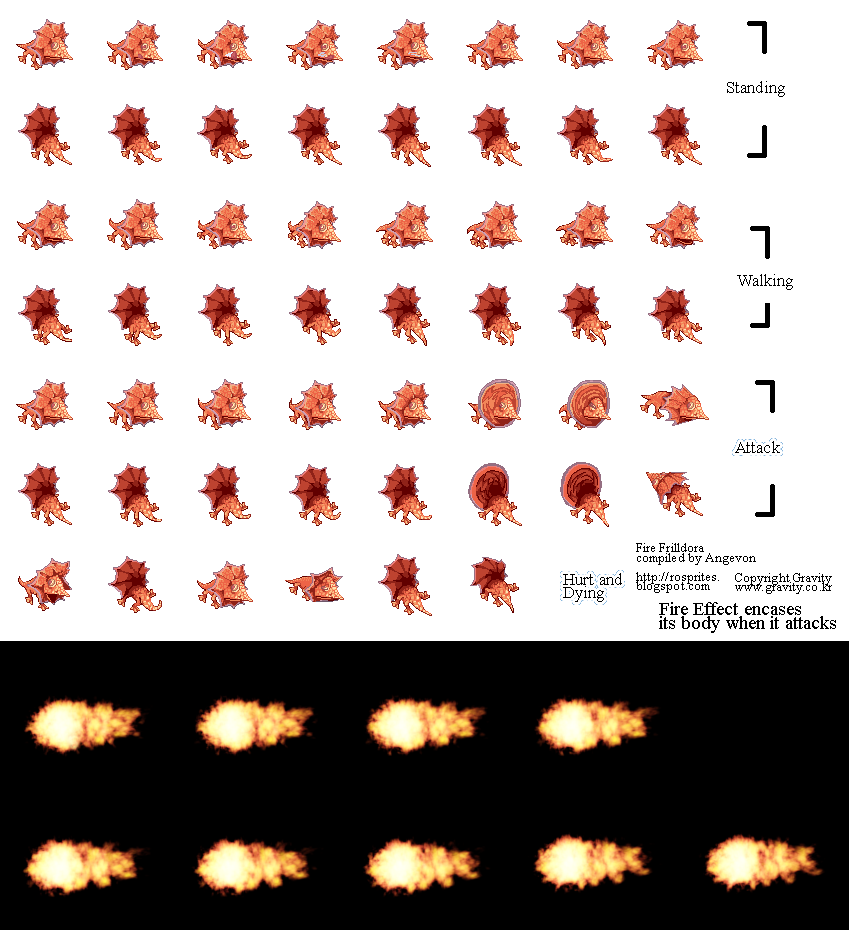 Standing
Walking
Attack
Fire Frilldora
compiled by Angevon
Hurt and
Dying
http://rosprites.
blogspot.com
Copyright Gravity
www.gravity.co.kr
Fire Effect encases
its body when it attacks